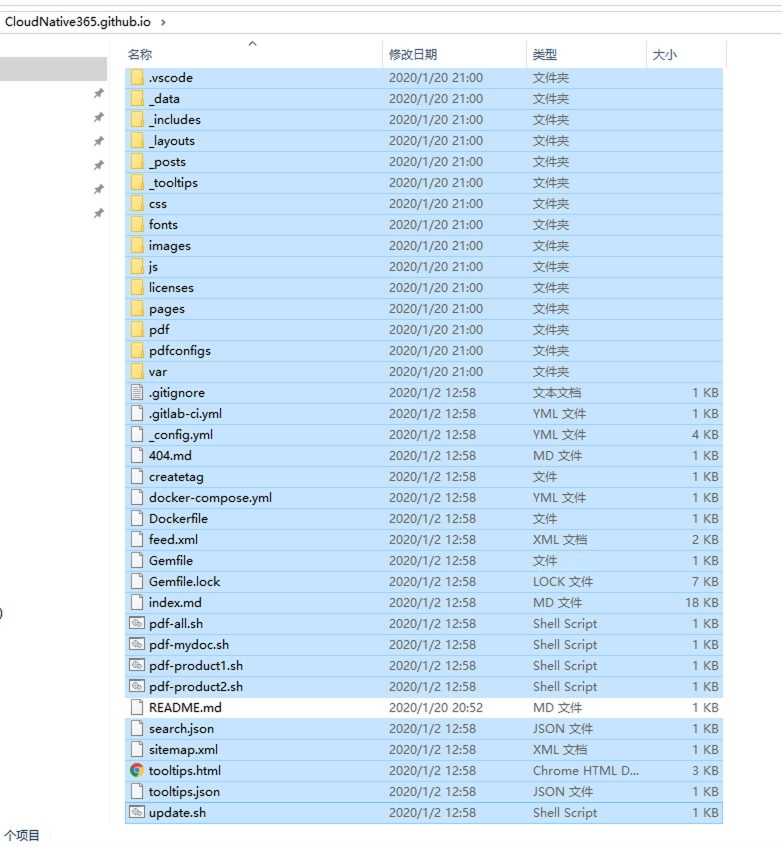 CloudNative365.github.io >
名称 修改日期 类型 大小
.vscode 2020/1/20 21:00 文件夹
_data 2020/1/20 21:00 文件夹
_includes 2020/1/20 21:00 文件夹
_layouts 2020/1/20 21:00 文件夹
_posts 2020/1/20 21:00 文件夹
_tooltips 2020/1/20 21:00 文件夹
css 2020/1/20 21:00 文件夹
fonts 2020/1/20 21:00 文件夹
images 2020/1/20 21:00 文件夹
js 2020/1/20 21:00 文件夹
licenses 2020/1/20 21:00 文件夹
pages 2020/1/20 21:00 文件夹
pdf 2020/1/20 21:00 文件夹
pdfconfigs 2020/1/20 21:00 文件夹
var 2020/1/20 21:00 文件夹
.gitignore 2020/1/2 12:58 文本文档 1 KB
.gitlab-ci.yml 2020/1/2 12:58 YML 文件 1 KB
_config.yml 2020/1/2 12:58 YML 文件 4 KB
404.md 2020/1/2 12:58 MD 文件 1 KB
createtag 2020/1/2 12:58 文件 1 KB
docker-compose.yml 2020/1/2 12:58 YML 文件 1 KB
Dockerfile 2020/1/2 12:58 文件 1 KB
feed.xml 2020/1/2 12:58 XML 文档 2 KB
Gemfile 2020/1/2 12:58 文件 1 KB
Gemfile.lock 2020/1/2 12:58 LOCK 文件 7 KB
index.md 2020/1/2 12:58 MD 文件 18 KB
pdf-all.sh 2020/1/2 12:58 Shell Script 1 KB
pdf-mydoc.sh 2020/1/2 12:58 Shell Script 1 KB
pdf-product1.sh 2020/1/2 12:58 Shell Script 1 KB
pdf-product2.sh 2020/1/2 12:58 Shell Script 1 KB
README.md 2020/1/20 20:52 MD 文件 1 KB
search.json 2020/1/2 12:58 JSON 文件 1 KB
sitemap.xml 2020/1/2 12:58 XML 文档 1 KB
tooltips.html 2020/1/2 12:58 Chrome HTML D... 3 KB
tooltips.json 2020/1/2 12:58 JSON 文件 1 KB
update.sh 2020/1/2 12:58 Shell Script 1 KB
)
个项目